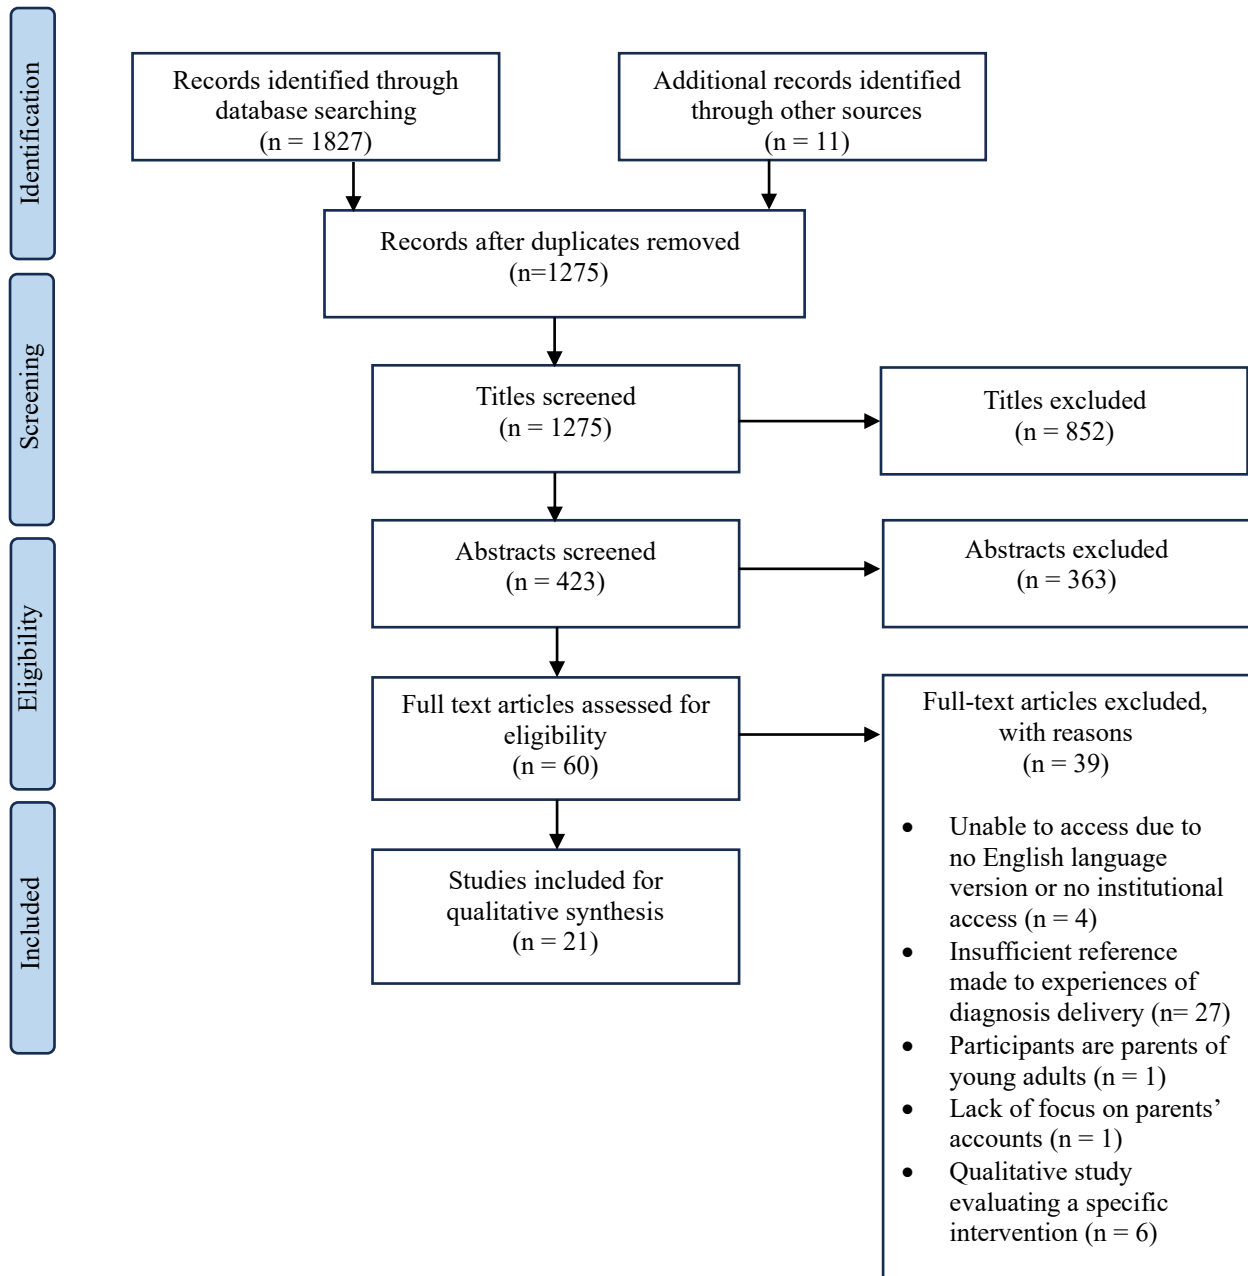 Identification
Records identified through
database searching
(n = 1827)
Additional records identified
through other sources
(n = 11)
Records after duplicates removed
(n=1275)
Screening
Titles screened
(n = 1275)
Titles excluded
(n = 852)
Abstracts screened
(n = 423)
Abstracts excluded
(n = 363)
Eligibility
Full text articles assessed for
eligibility
(n = 60)
Full-text articles excluded,
with reasons
(n = 39)
• Unable to access due to
no English language
version or no institutional
access (n = 4)
• Insufficient reference
made to experiences of
diagnosis delivery (n= 27)
• Participants are parents of
young adults (n = 1)
• Lack of focus on parents’
accounts (n = 1)
• Qualitative study
evaluating a specific
intervention (n = 6)
Included
Studies included for
qualitative synthesis
(n = 21)